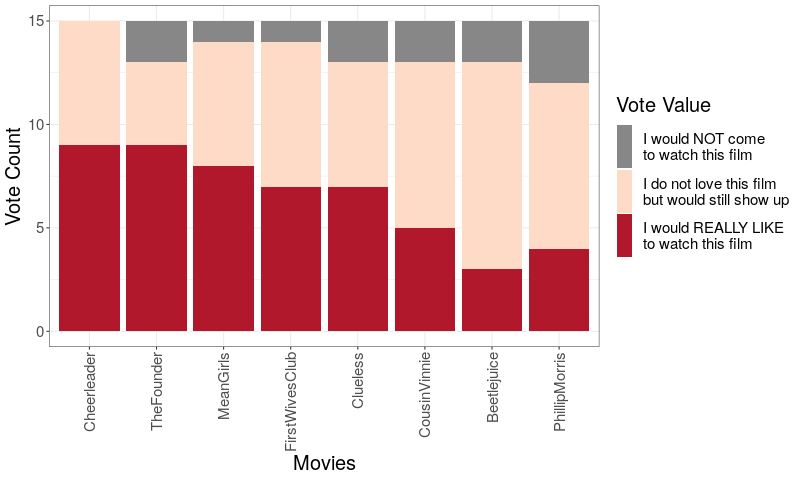 15
10
5
0
Vote Count
Cheerleader
TheFounder
MeanGirls
FirstWivesClub
Clueless
CousinVinnie
Beetlejuice
PhillipMorris
Movies
Vote Value
I would NOT come
to watch this film
I do not love this film
but would still show up
I would REALLY LIKE
to watch this film